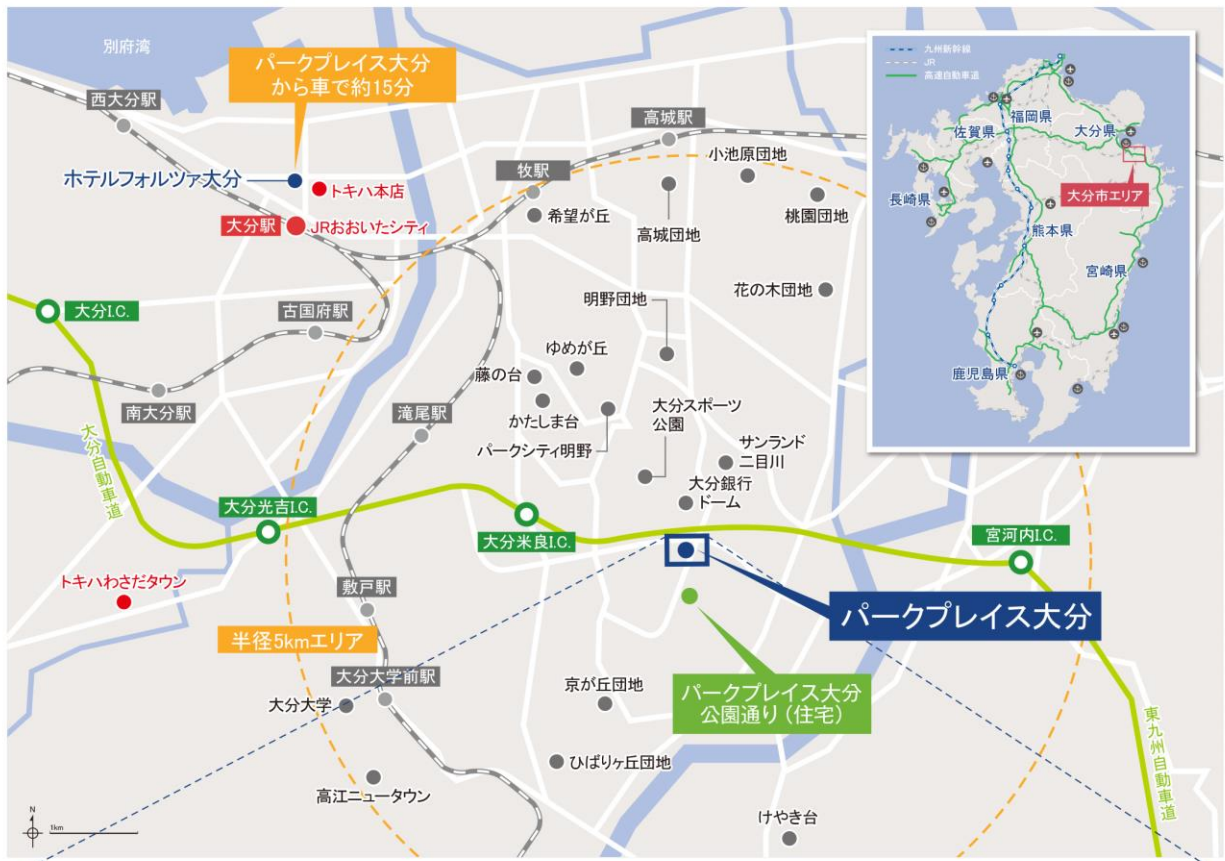 別府湾
パークプレイス大分
から車で約15分
西大分駅
高城駅
小池原団地
ホテルフォルツァ大分
トキハ本店
牧駅
希望が丘
高城団地
桃園団地
大分駅
JRおおいたシティ
大分I.C.
古国府駅
明野団地
花の木団地
ゆめが丘
藤の台
南大分駅
滝尾駅
かたしま台
パークシティ明野
大分スポーツ
公園
サンランド
二目川
大分銀行
ドーム
大分自動車道
大分光吉I.C.
大分米良I.C.
宮河内I.C.
トキハわさだタウン
敷戸駅
パークプレイス大分
半径5kmエリア
大分大学前駅
大分大学
京が丘団地
パークプレイス大分
公園通り（住宅）
ひばりヶ丘団地
高江ニュータウン
けやき台
東九州自動車道
N
1km
九州新幹線
JR
高速自動車道
福岡県
佐賀県
大分県
大分市エリア
長崎県
熊本県
宮崎県
鹿児島県